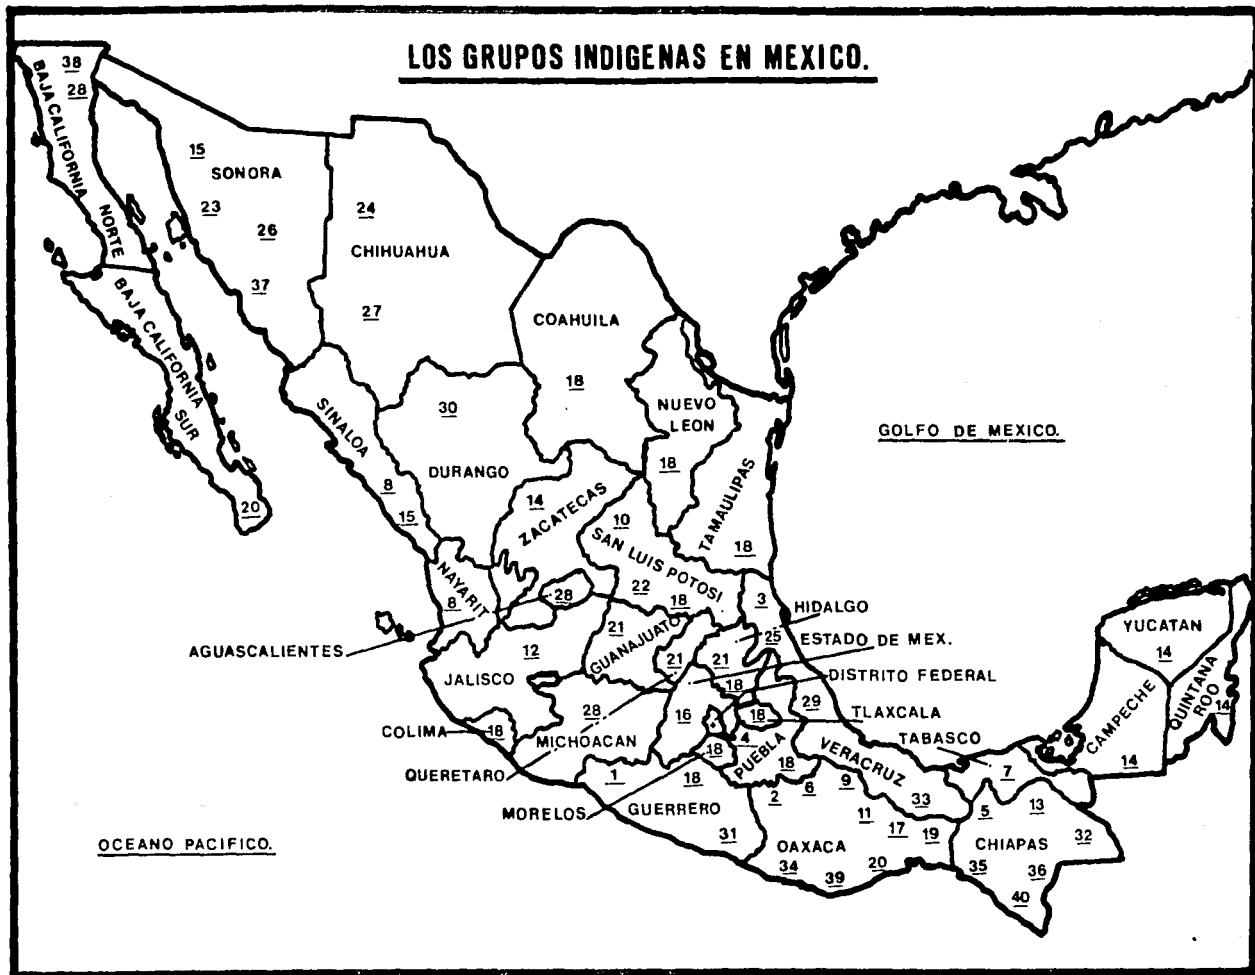 LOS GRUPOS INDIGENAS EN MEXICO.
38
28
BAJA CALIFORNIA
NORTE
15
SONORA
23
26
37
24
CHIHUAHUA
27
BAJA CALIFORNIA
SUR
20
COAHUILA
18
NUEVO
LEON
18
TAMAULIPAS
18
GOLFO DE MEXICO.
SINALOA
8
15
30
DURANGO
14
ZACATECAS
10
SAN LUIS POTOSI
22
18
NAYARIT
8
28
AGUASCALIENTES
3
HIDALGO
25
ESTADO DE MEX.
21
GUANAJUATO
21
21
18
DISTRITO FEDERAL
12
JALISCO
COLIMA
18
28
MICHOACAN
QUERETARO
16
18
TLAXCALA
29
4
PUEBLA
18
18
MORELOS
VERACRUZ
33
TABASCO
7
1
18
GUERRERO
31
2
6
9
11
17
19
OAXACA
34
39
20
5
13
CHIAPAS
32
35
36
40
YUCATAN
14
CAMPECHE
14
QUINTANA
ROO
14
OCEANO PACIFICO.